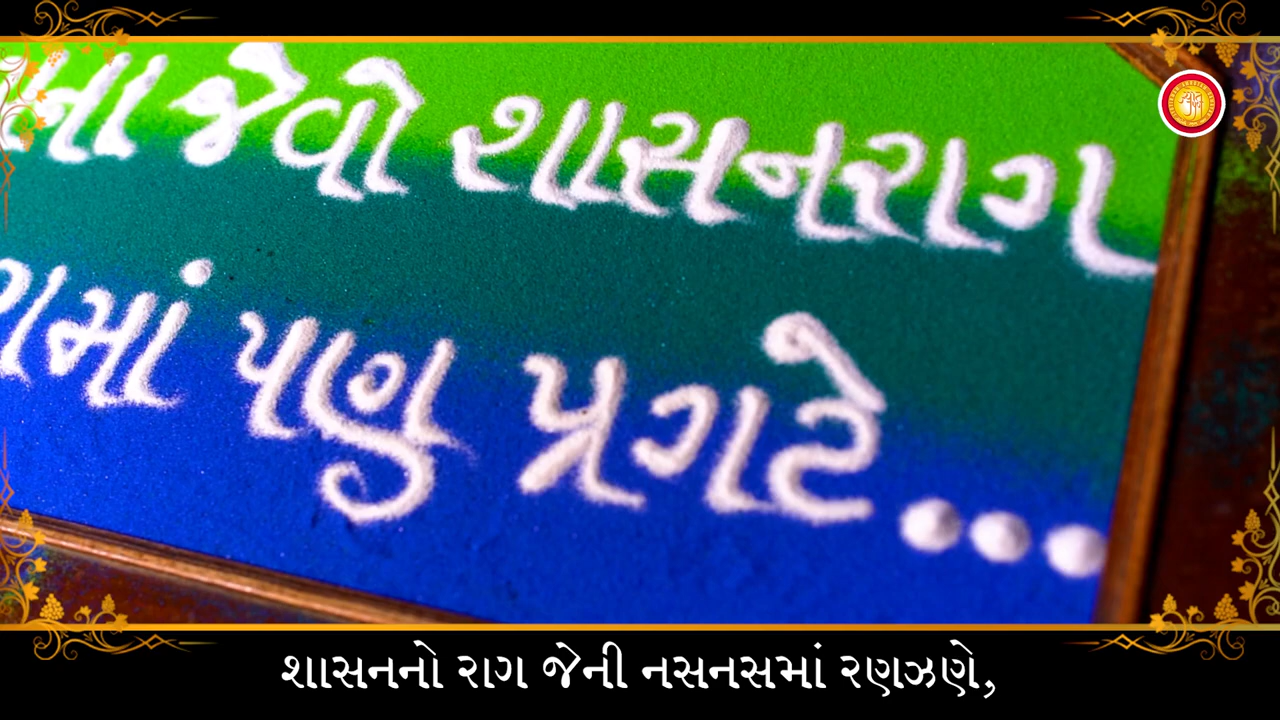 જેવો શાસનરાગ
પણ પ્રગટે...
શાસનનો રાગ જેની નસનસમાં રણઝણે,